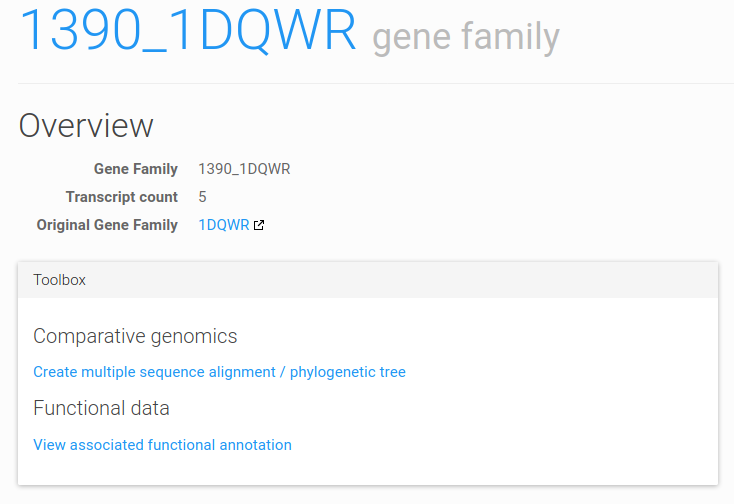 1390_1DQWR gene family
Overview
Gene Family 1390_1DQWR
Transcript count 5
Original Gene Family 1DQWR
Toolbox
Comparative genomics
Create multiple sequence alignment / phylogenetic tree
Functional data
View associated functional annotation